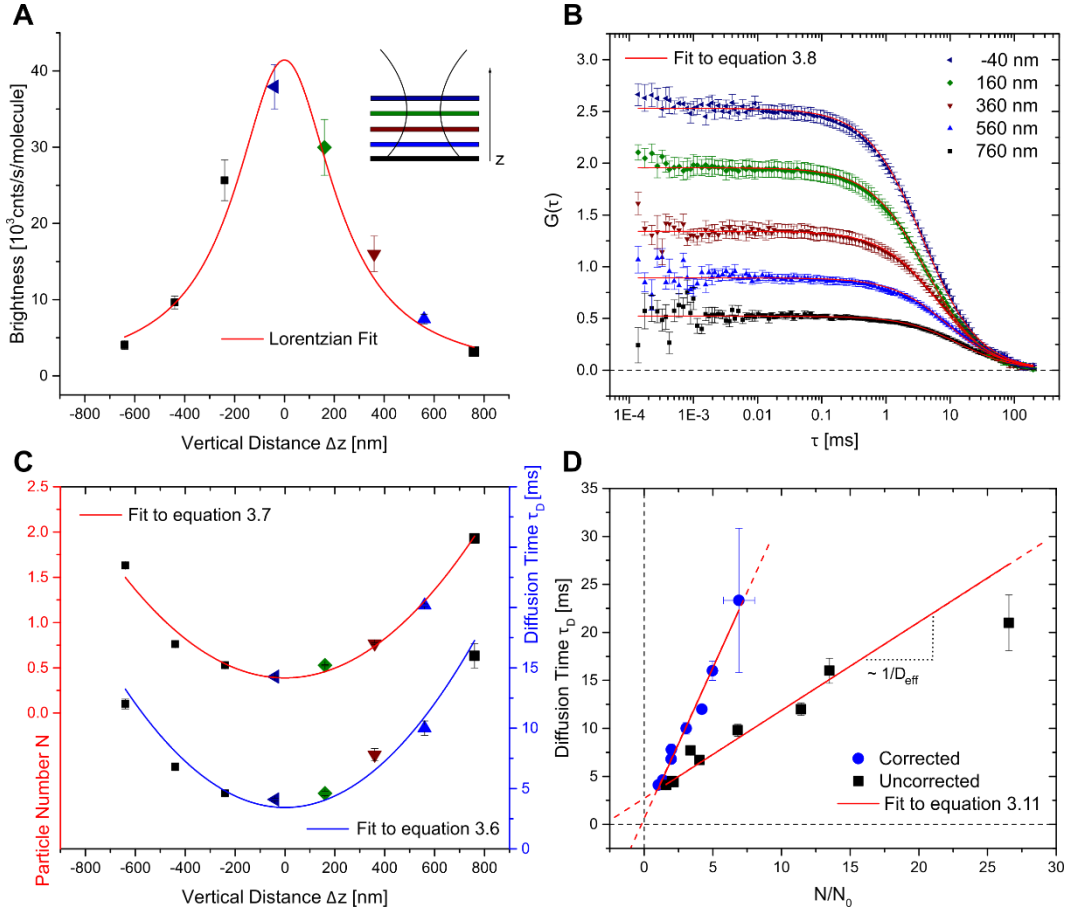 A
Brightness [10³cnts/s/molecule]
40
30
20
10
0
Lorentzian Fit
z
-800 -600 -400 -200 0 200 400 600 800
Vertical Distance Δz [nm]
B
G(τ)
3.0
2.5
2.0
1.5
1.0
0.5
0.0
Fit to equation 3.8
-40 nm
160 nm
360 nm
560 nm
760 nm
1E-4 1E-3 0.01 0.1 1 10 100
τ [ms]
C
Particle Number N
2.5
2.0
1.5
1.0
0.5
0.0
Fit to equation 3.7
Fit to equation 3.6
Diffusion Time τD [ms]
30
25
20
15
10
5
0
-800 -600 -400 -200 0 200 400 600 800
Vertical Distance Δz [nm]
D
Diffusion Time τD [ms]
35
30
25
20
15
10
5
0
~ 1/Deff
Corrected
Uncorrected
Fit to equation 3.11
0 5 10 15 20 25 30
N/N0